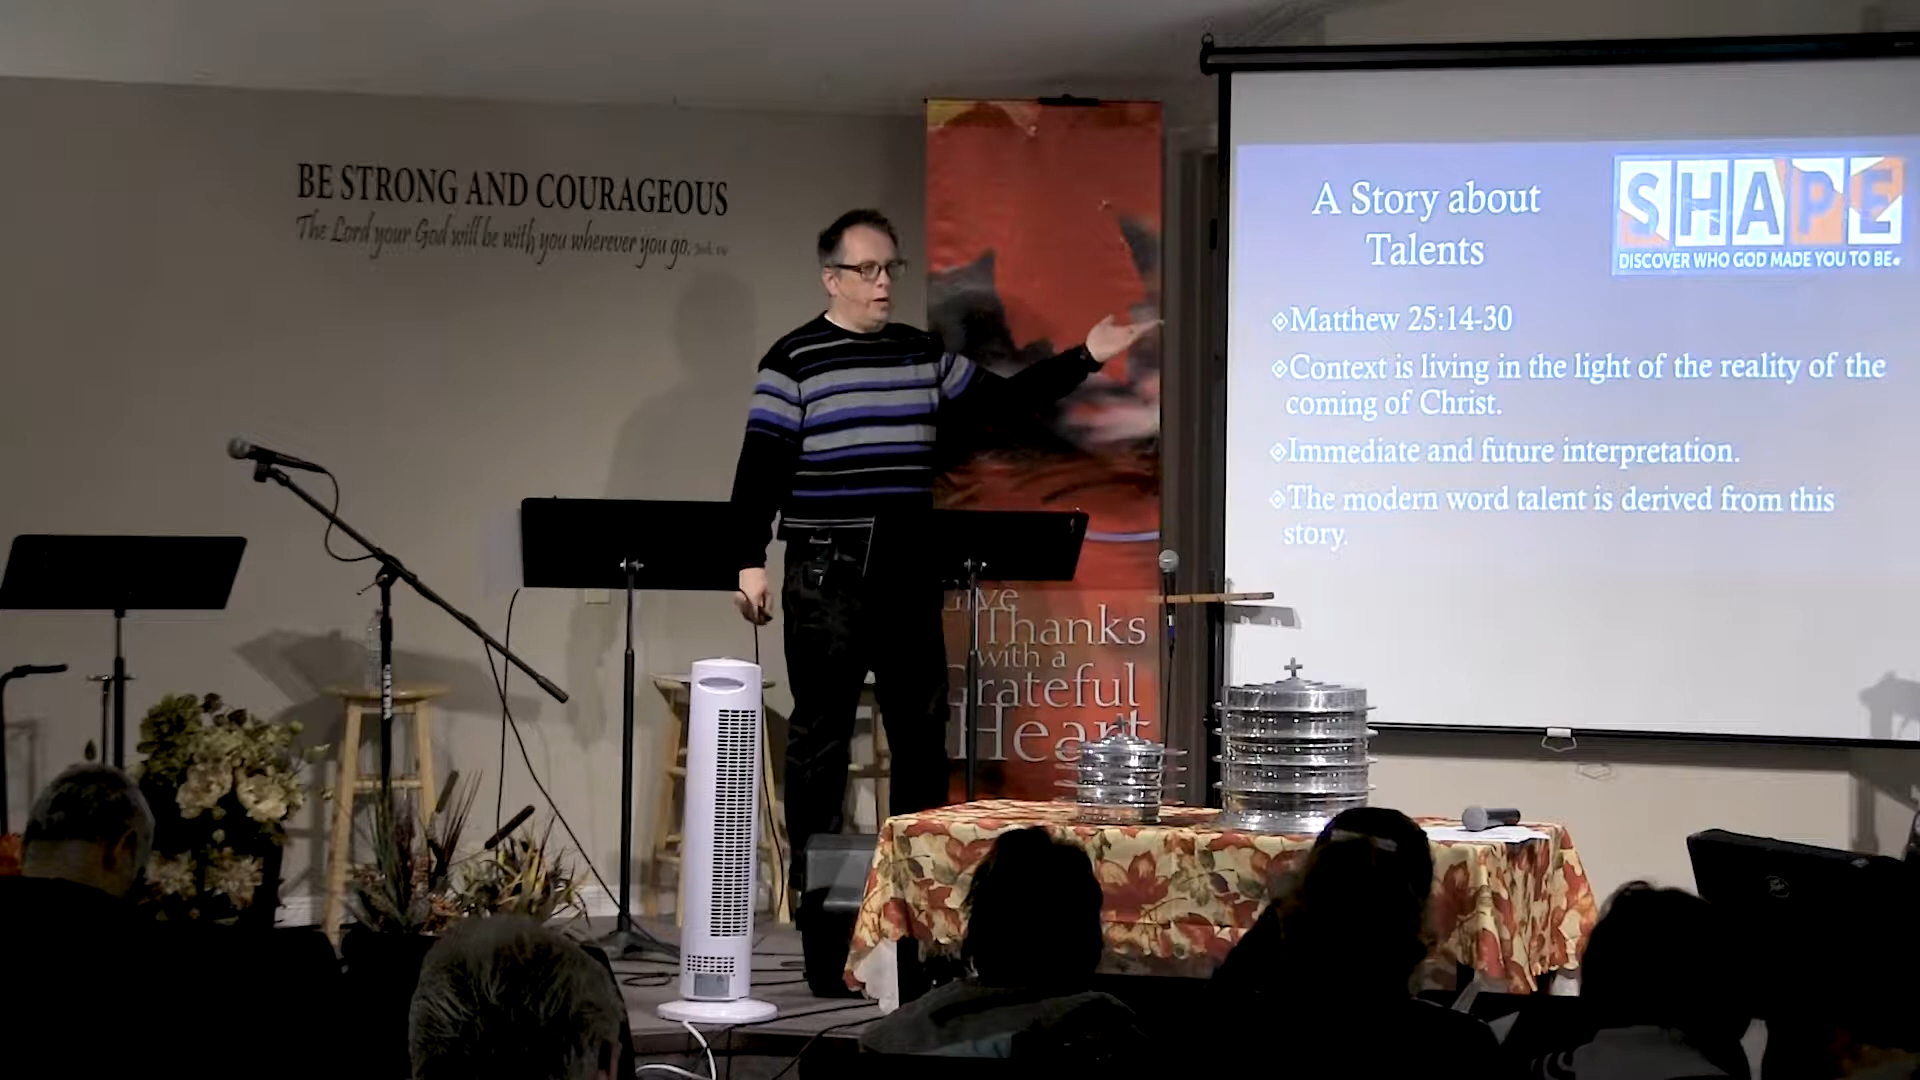 BE STRONG AND COURAGEOUS
The Lord your God will be with you wherever you go.
Give
Thanks
with a
Grateful
Heart
A Story about
Talents
SHAPE
DISCOVER WHO GOD MADE YOU TO BE.
Matthew 25:14-30
Context is living in the light of the reality of the
coming of Christ.
Immediate and future interpretation.
The modern word talent is derived from this
story.